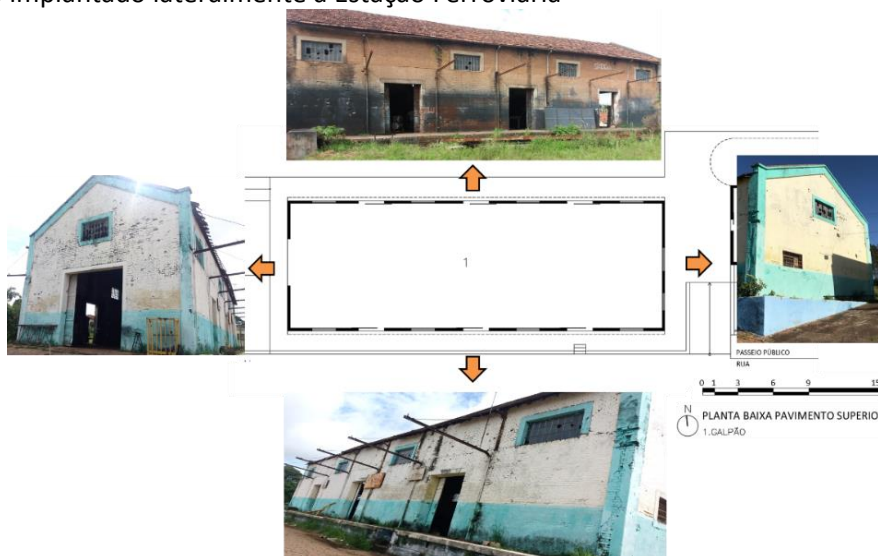 implantado lateralmente à Estação Ferroviária
1
PASSEIO PÚBLICO
RUA
0 1 3 6 9 15
N
PLANTA BAIXA PAVIMENTO SUPERIO
1.GALPÃO